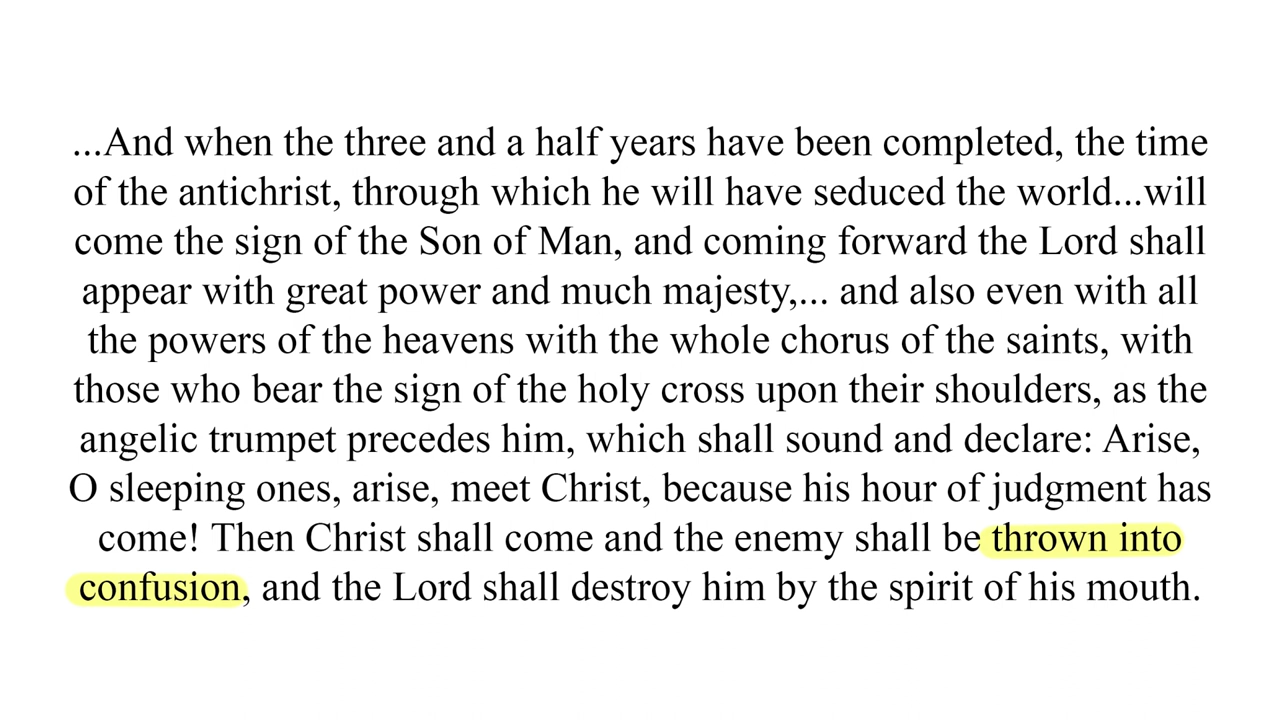 ...And when the three and a half years have been completed, the time
of the antichrist, through which he will have seduced the world...will
come the sign of the Son of Man, and coming forward the Lord shall
appear with great power and much majesty,... and also even with all
the powers of the heavens with the whole chorus of the saints, with
those who bear the sign of the holy cross upon their shoulders, as the
angelic trumpet precedes him, which shall sound and declare: Arise,
O sleeping ones, arise, meet Christ, because his hour of judgment has
come! Then Christ shall come and the enemy shall be thrown into
confusion, and the Lord shall destroy him by the spirit of his mouth.